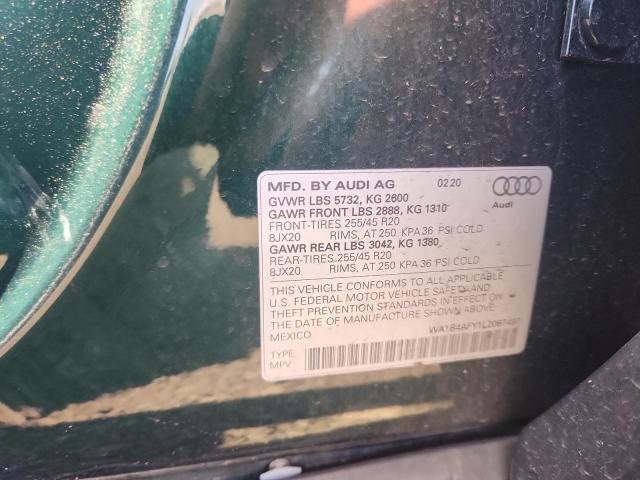 MFD. BY AUDI AG 02 20
GVWR LBS 5732, KG 2600
GAWR FRONT LBS 2888, KG 1310
FRONT-TIRES 255/45 R20
8JX20 RIMS, AT 250 KPA 36 PSI COLD
GAWR REAR LBS 3042, KG 1380
REAR-TIRES 255/45 R20
8JX20 RIMS, AT 250 KPA 36 PSI COLD
THIS VEHICLE CONFORMS TO ALL APPLICABLE
U.S. FEDERAL MOTOR VEHICLE SAFETY AND
THEFT PREVENTION STANDARDS IN EFFECT ON
THE DATE OF MANUFACTURE SHOWN ABOVE.
MEXICO
TYPE:
MPV
Audi